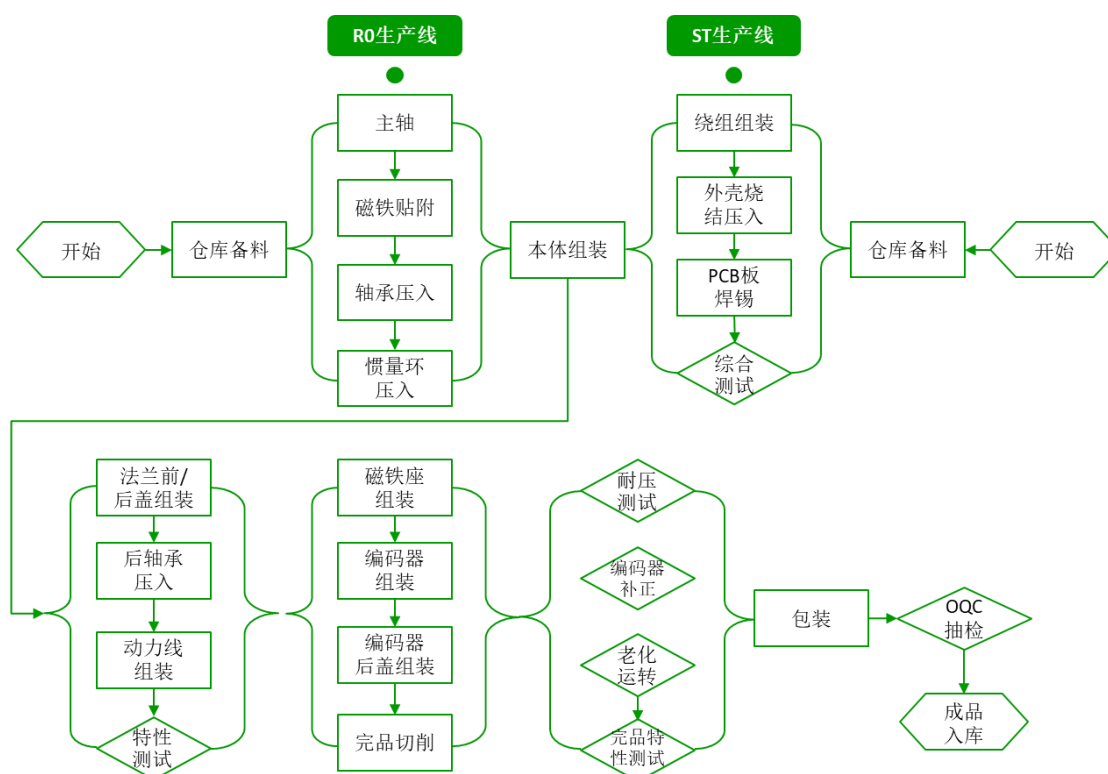 RO生产线
ST生产线
主轴
磁铁贴附
轴承压入
惯量环
压入
开始
仓库备料
本体组装
绕组组装
外壳烧
结压入
PCB板
焊锡
综合
测试
仓库备料
开始
法兰前/
后盖组装
后轴承
压入
动力线
组装
特性
测试
磁铁座
组装
编码器
组装
编码器
后盖组装
完品切削
耐压
测试
编码器
补正
老化
运转
完品特
性测试
包装
OQC
抽检
成品
入库